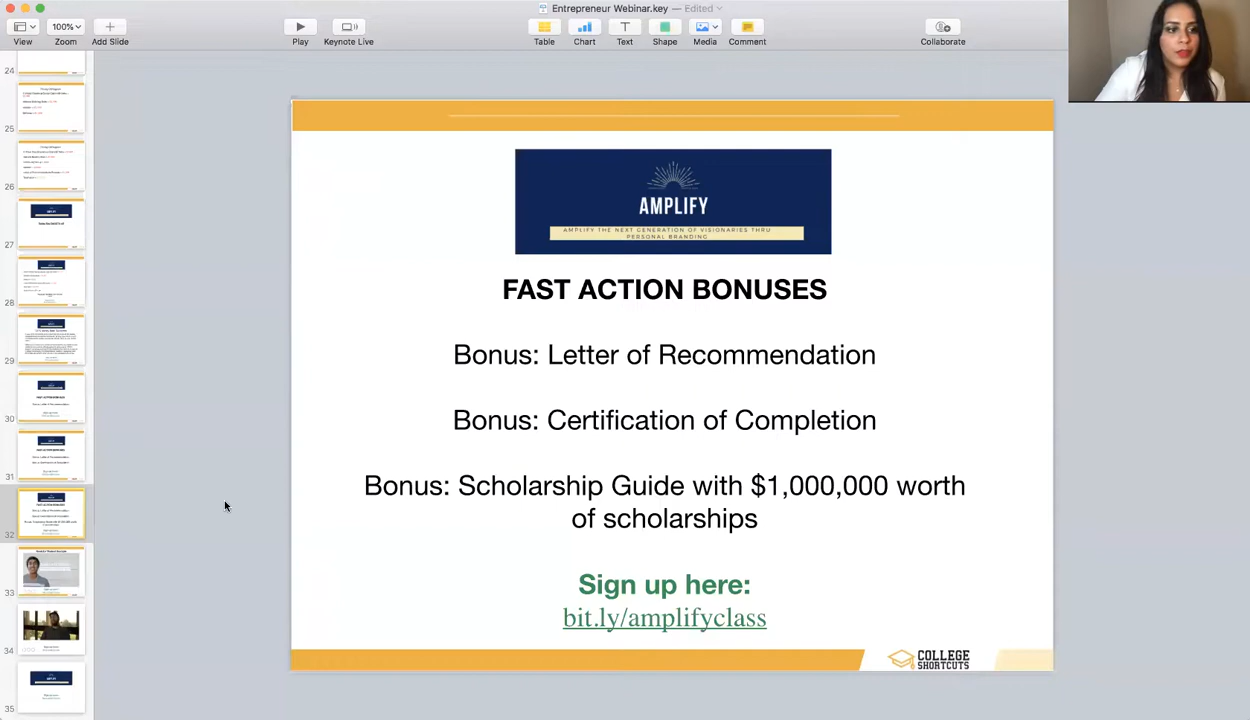 Entrepreneur Webinar.key — Edited
100%
View
Zoom
Add Slide
Play
Keynote Live
Table
Chart
Text
Shape
Media
Comment
Collaborate
24
25
26
27
28
29
30
31
32
33
34
35
AMPLIFY
AMPLIFY THE NEXT GENERATION OF VISIONARIES THRU
PERSONAL BRANDING
FAST ACTION BONUSES
Bonus: Letter of Recommendation
Bonus: Certification of Completion
Bonus: Scholarship Guide with $1,000,000 worth
of scholarships
Sign up here:
bit.ly/amplifyclass
COLLEGE
SHORTCUTS